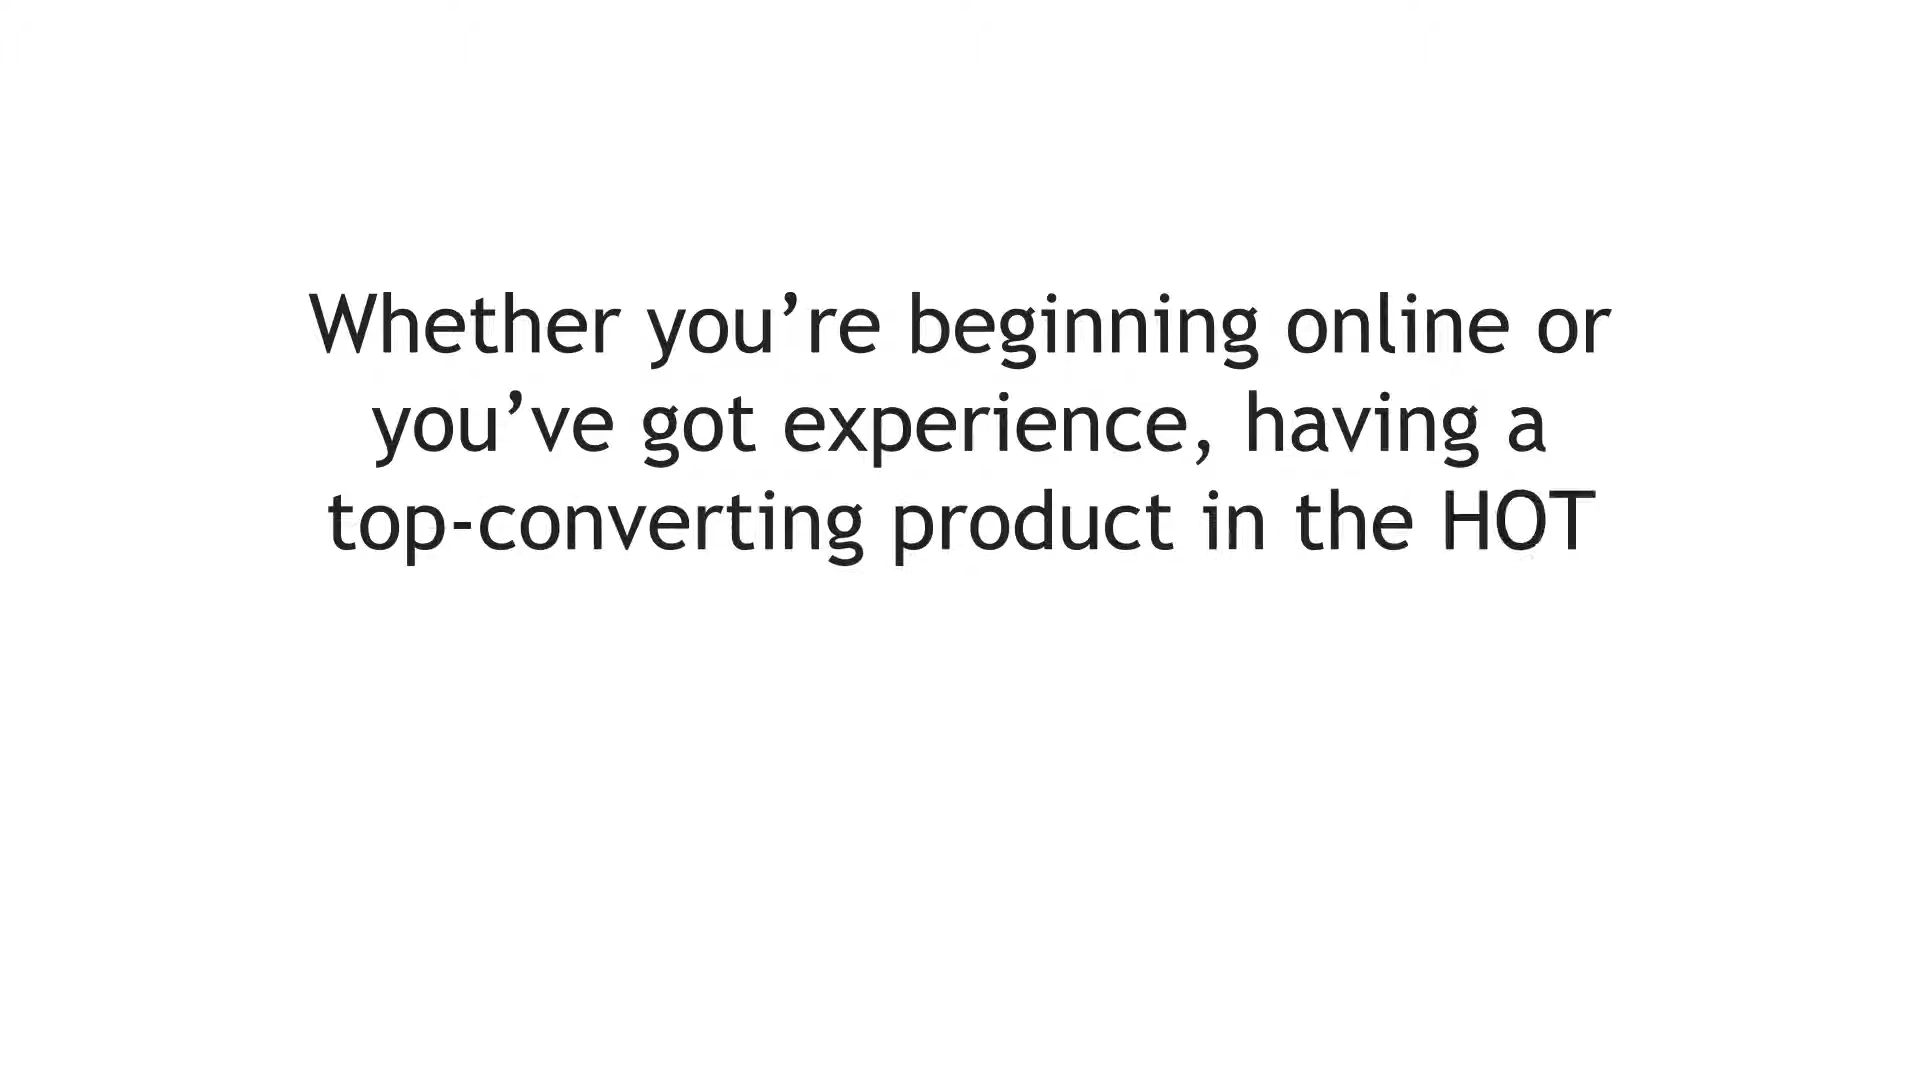 Whether you’re beginning online or
you’ve got experience, having a
top-converting product in the HOT